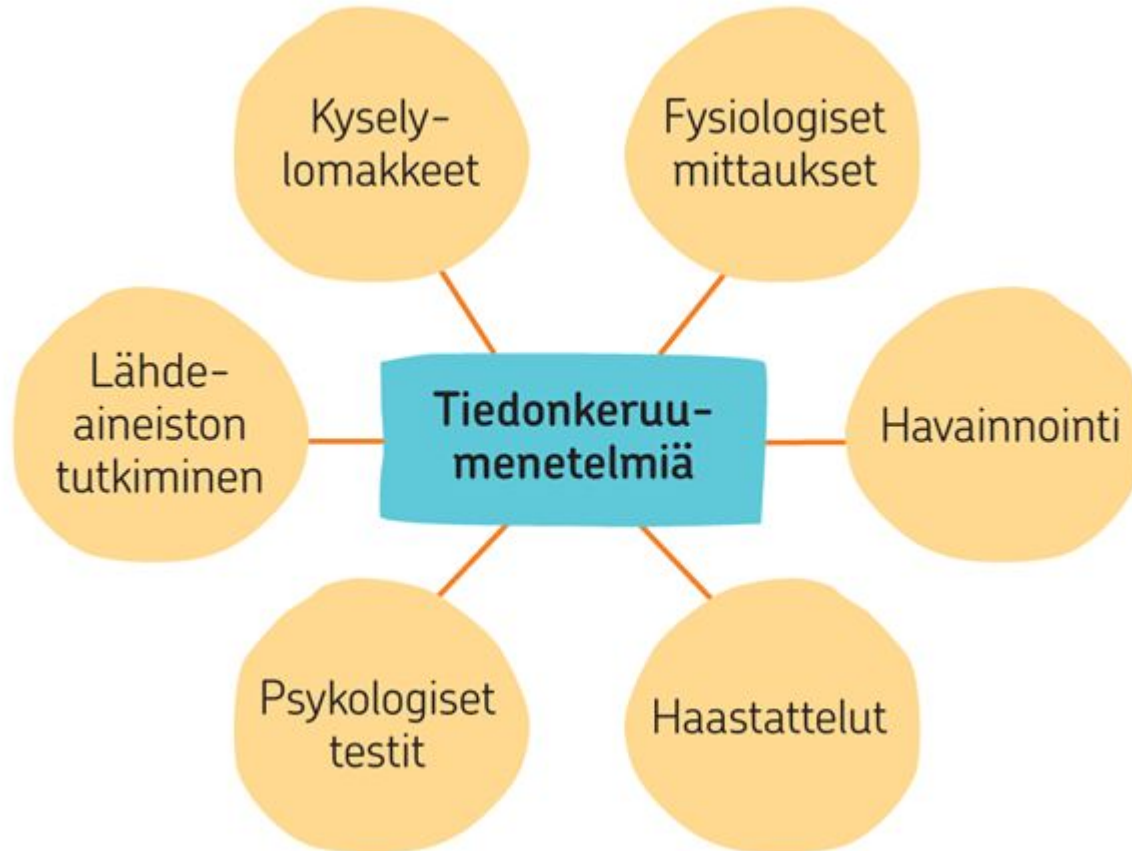 Kysely-
lomakkeet
Fysiologiset
mittaukset
Lähde-
aineiston
tutkiminen
Tiedonkeruu-
menetelmiä
Havainnointi
Psykologiset
testit
Haastattelut